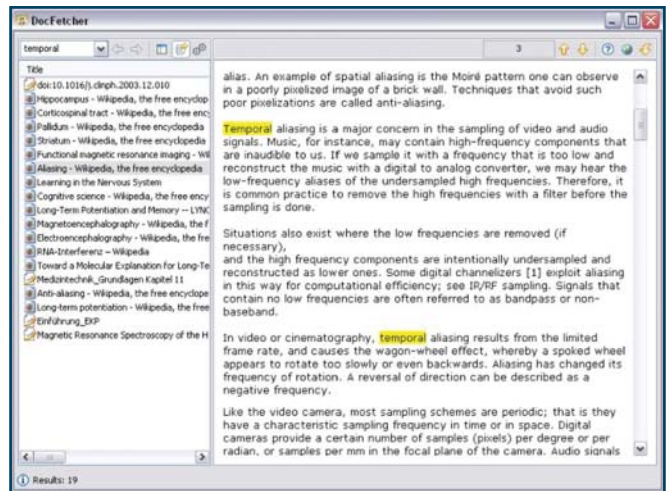 DocFetcher
temporal
3
Title
doi:10.1016/j.clinph.2003.12.010
Hippocampus - Wikipedia, the free encyclop
Corticospinal tract - Wikipedia, the free ency
Pallidum - Wikipedia, the free encyclopedia
Striatum - Wikipedia, the free encyclopedia
Functional magnetic resonance imaging - Wi
Aliasing - Wikipedia, the free encyclopedia
Learning in the Nervous System
Cognitive science - Wikipedia, the free ency
Long-Term Potentiation and Memory -- LYNC
Magnetoencephalography - Wikipedia, the f
Electroencephalography - Wikipedia, the fre
RNA-Interferenz – Wikipedia
Toward a Molecular Explanation for Long-Te
Medizintechnik_Grundlagen Kapitel 11
Anti-aliasing - Wikipedia, the free encyclope
Long-term potentiation - Wikipedia, the free
Einführung_EKP
Magnetic Resonance Spectroscopy of the H
Results: 19
alias. An example of spatial aliasing is the Moiré pattern one can observe
in a poorly pixelized image of a brick wall. Techniques that avoid such
poor pixelizations are called anti-aliasing.
Temporal aliasing is a major concern in the sampling of video and audio
signals. Music, for instance, may contain high-frequency components that
are inaudible to us. If we sample it with a frequency that is too low and
reconstruct the music with a digital to analog converter, we may hear the
low-frequency aliases of the undersampled high frequencies. Therefore, it
is common practice to remove the high frequencies with a filter before the
sampling is done.
Situations also exist where the low frequencies are removed (if
necessary),
and the high frequency components are intentionally undersampled and
reconstructed as lower ones. Some digital channelizers [1] exploit aliasing
in this way for computational efficiency; see IR/RF sampling. Signals that
contain no low frequencies are often referred to as bandpass or non-
baseband.
In video or cinematography, temporal aliasing results from the limited
frame rate, and causes the wagon-wheel effect, whereby a spoked wheel
appears to rotate too slowly or even backwards. Aliasing has changed its
frequency of rotation. A reversal of direction can be described as a
negative frequency.
Like the video camera, most sampling schemes are periodic; that is they
have a characteristic sampling frequency in time or in space. Digital
cameras provide a certain number of samples (pixels) per degree or per
radian, or samples per mm in the focal plane of the camera. Audio signals